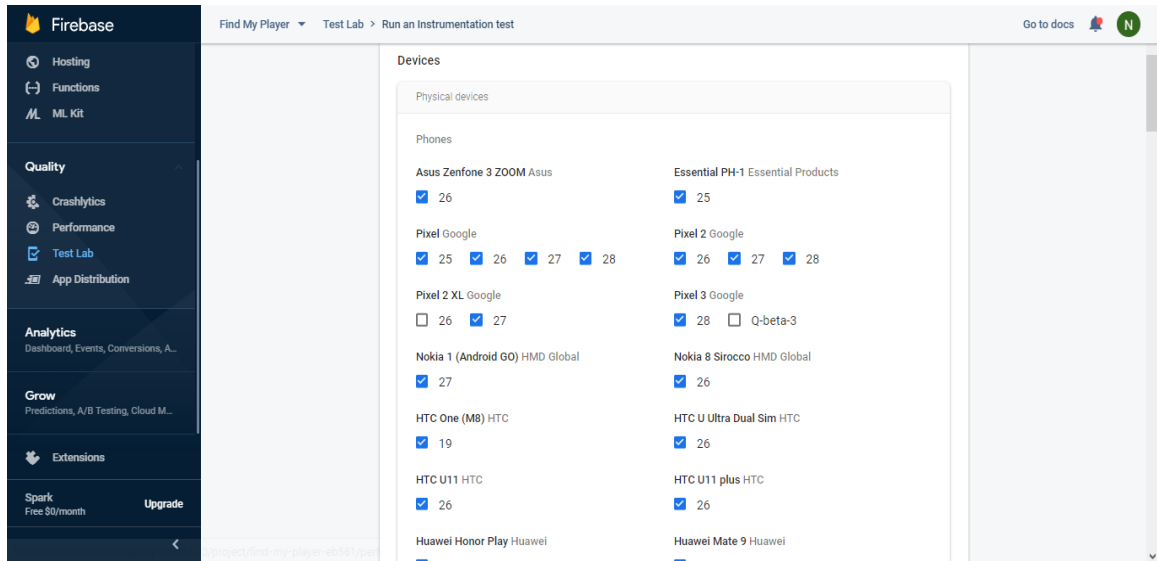 Firebase
Find My Player
Test Lab > Run an Instrumentation test
Go to docs
N
Hosting
Functions
ML Kit
Quality
Crashlytics
Performance
Test Lab
App Distribution
Analytics
Dashboard, Events, Conversions, A...
Grow
Predictions, A/B Testing, Cloud M...
Extensions
Spark
Free $0/month
Upgrade
Devices
Physical devices
Phones
Asus Zenfone 3 ZOOM Asus
26
Essential PH-1 Essential Products
25
Pixel Google
25 26 27 28
Pixel 2 Google
26 27 28
Pixel 2 XL Google
26 27
Pixel 3 Google
28 Q-beta-3
Nokia 1 (Android GO) HMD Global
27
Nokia 8 Sirocco HMD Global
26
HTC One (M8) HTC
19
HTC U Ultra Dual Sim HTC
26
HTC U11 HTC
26
HTC U11 plus HTC
26
Huawei Honor Play Huawei
Huawei Mate 9 Huawei